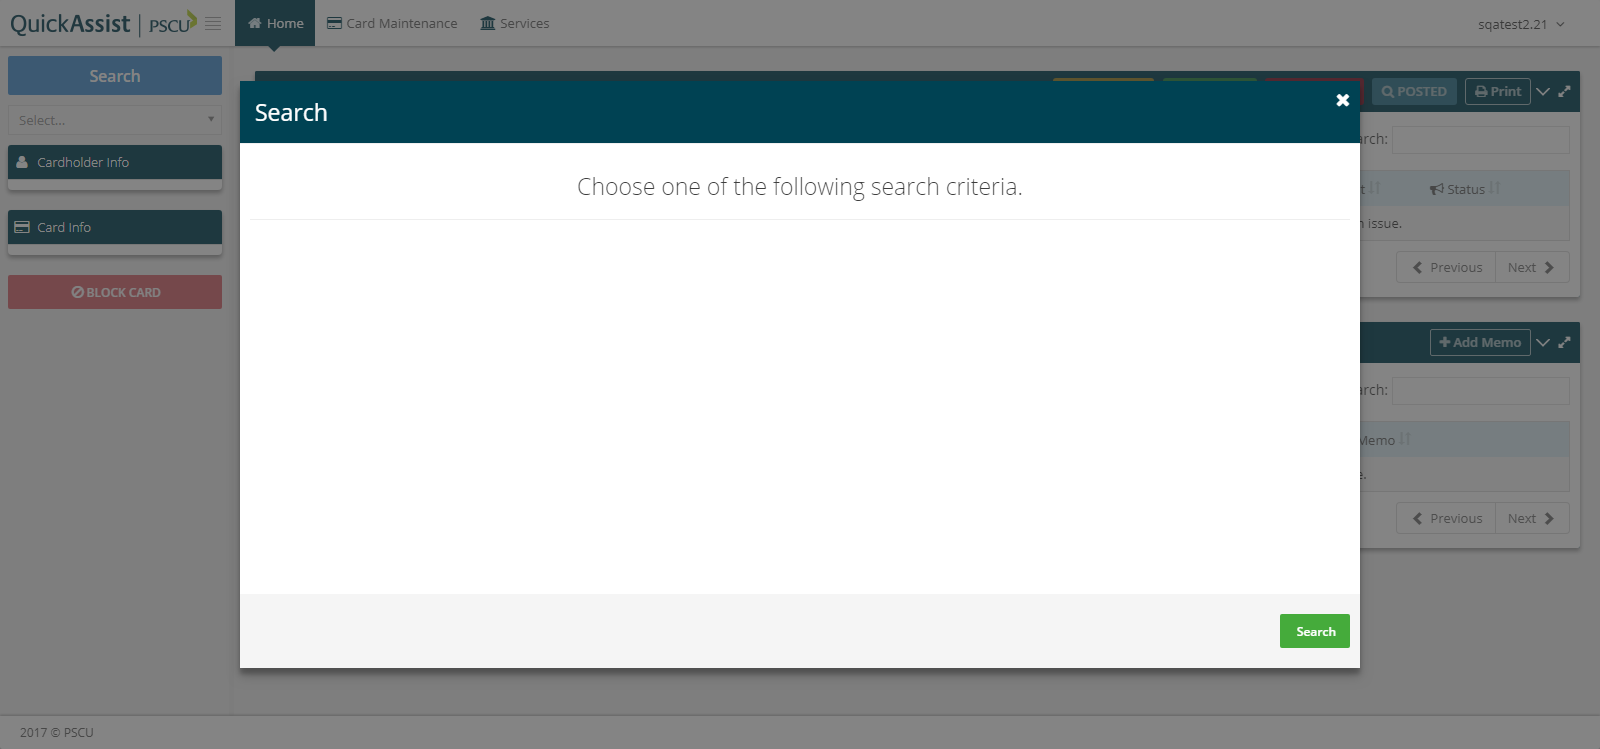 QuickAssist | PSCU
Home
Card Maintenance
Services
sqatest2.21
Search
Select...
Cardholder Info
Card Info
BLOCK CARD
POSTED
Print
Search
Choose one of the following search criteria.
Search
rch:
t
Status
issue.
Previous
Next
Add Memo
rch:
Memo
e.
Previous
Next
2017 © PSCU